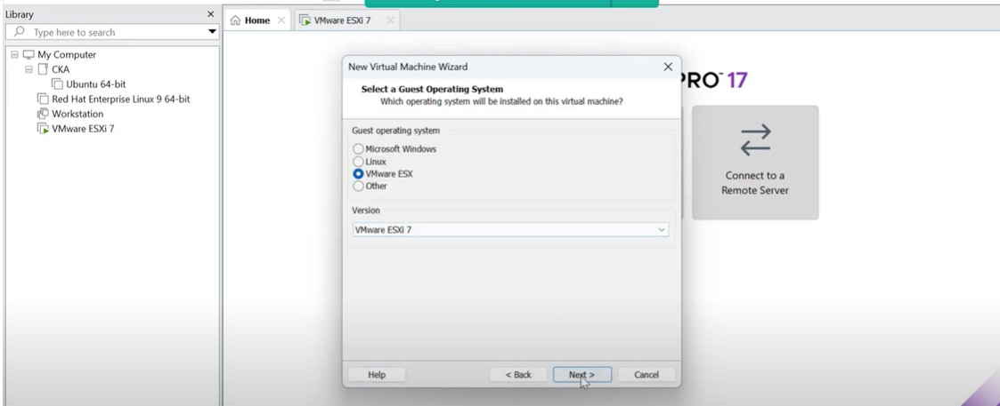 Library
Type here to search
My Computer
CKA
Ubuntu 64-bit
Red Hat Enterprise Linux 9 64-bit
Workstation
VMware ESXi 7
Home
VMware ESXi 7
New Virtual Machine Wizard
Select a Guest Operating System
Which operating system will be installed on this virtual machine?
Guest operating system
Microsoft Windows
Linux
VMware ESX
Other
Version
VMware ESXi 7
Help
< Back
Next >
Cancel
PRO™ 17
Connect to a
Remote Server